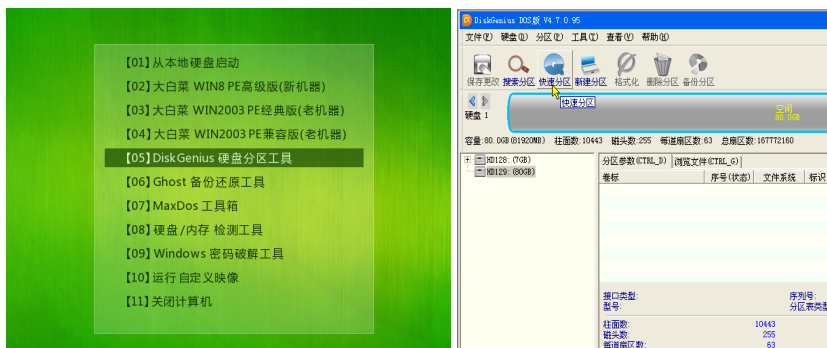 【01】从本地硬盘启动
【02】大白菜 WIN8 PE高级版(新机器)
【03】大白菜 WIN2003 PE经典版(老机器)
【04】大白菜 WIN2003 PE兼容版(老机器)
【05】DiskGenius 硬盘分区工具
【06】Ghost 备份还原工具
【07】MaxDos 工具箱
【08】硬盘/内存 检测工具
【09】Windows 密码破解工具
【10】运行自定义映像
【11】关闭计算机
DiskGenius DOS版 V4.7.0.95
文件(F) 硬盘(D) 分区(P) 工具(T) 查看(V) 帮助(H)
保存更改 搜索分区 快速分区 新建分区 格式化 删除分区 备份分区
快速分区
硬盘 1
空闲
80.0GB
容量:80.0GB(81920MB) 柱面数:10443 磁头数:255 每道扇区数:63 总扇区数:167772160
HD128:(7GB)
HD129:(80GB)
分区参数(CTRL_D) 浏览文件(CTRL_G)
卷标 序号(状态) 文件系统 标识
接口类型: 序列号:
型号: 分区表类型
柱面数: 10443
磁头数: 255
每道扇区数: 63